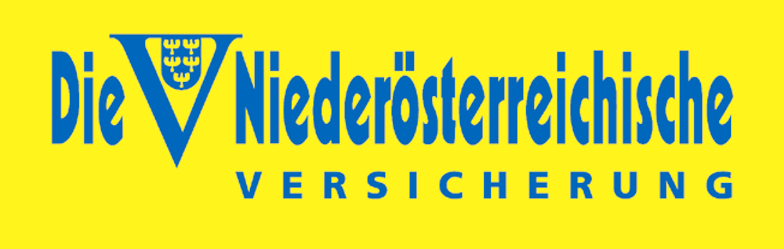 Die V Niederösterreichische
VERSICHERUNG